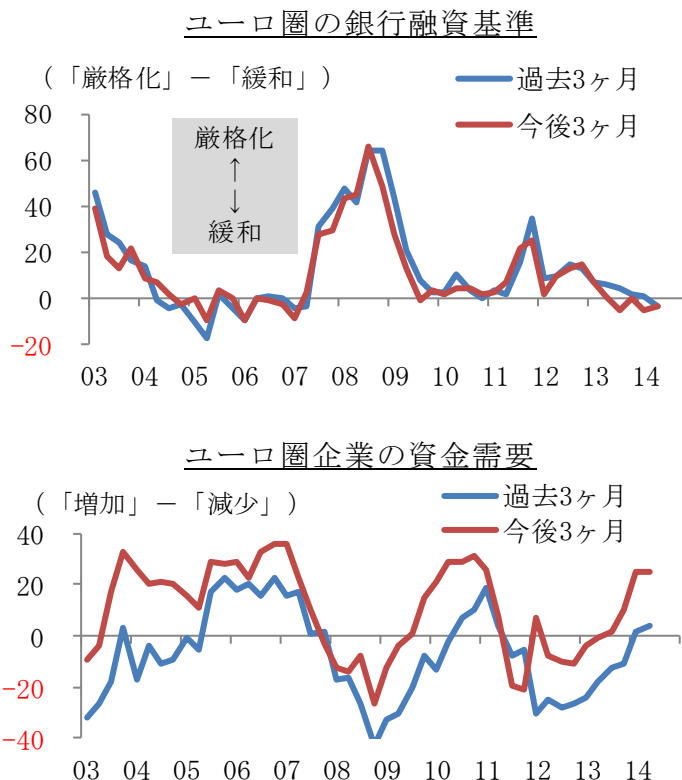 ユーロ圏の銀行融資基準
（「厳格化」－「緩和」）
過去3ヶ月
今後3ヶ月
厳格化
↑
↓
緩和
80
60
40
20
0
-20
03 04 05 06 07 08 09 10 11 12 13 14
ユーロ圏企業の資金需要
（「増加」－「減少」）
過去3ヶ月
今後3ヶ月
40
20
0
-20
-40
03 04 05 06 07 08 09 10 11 12 13 14